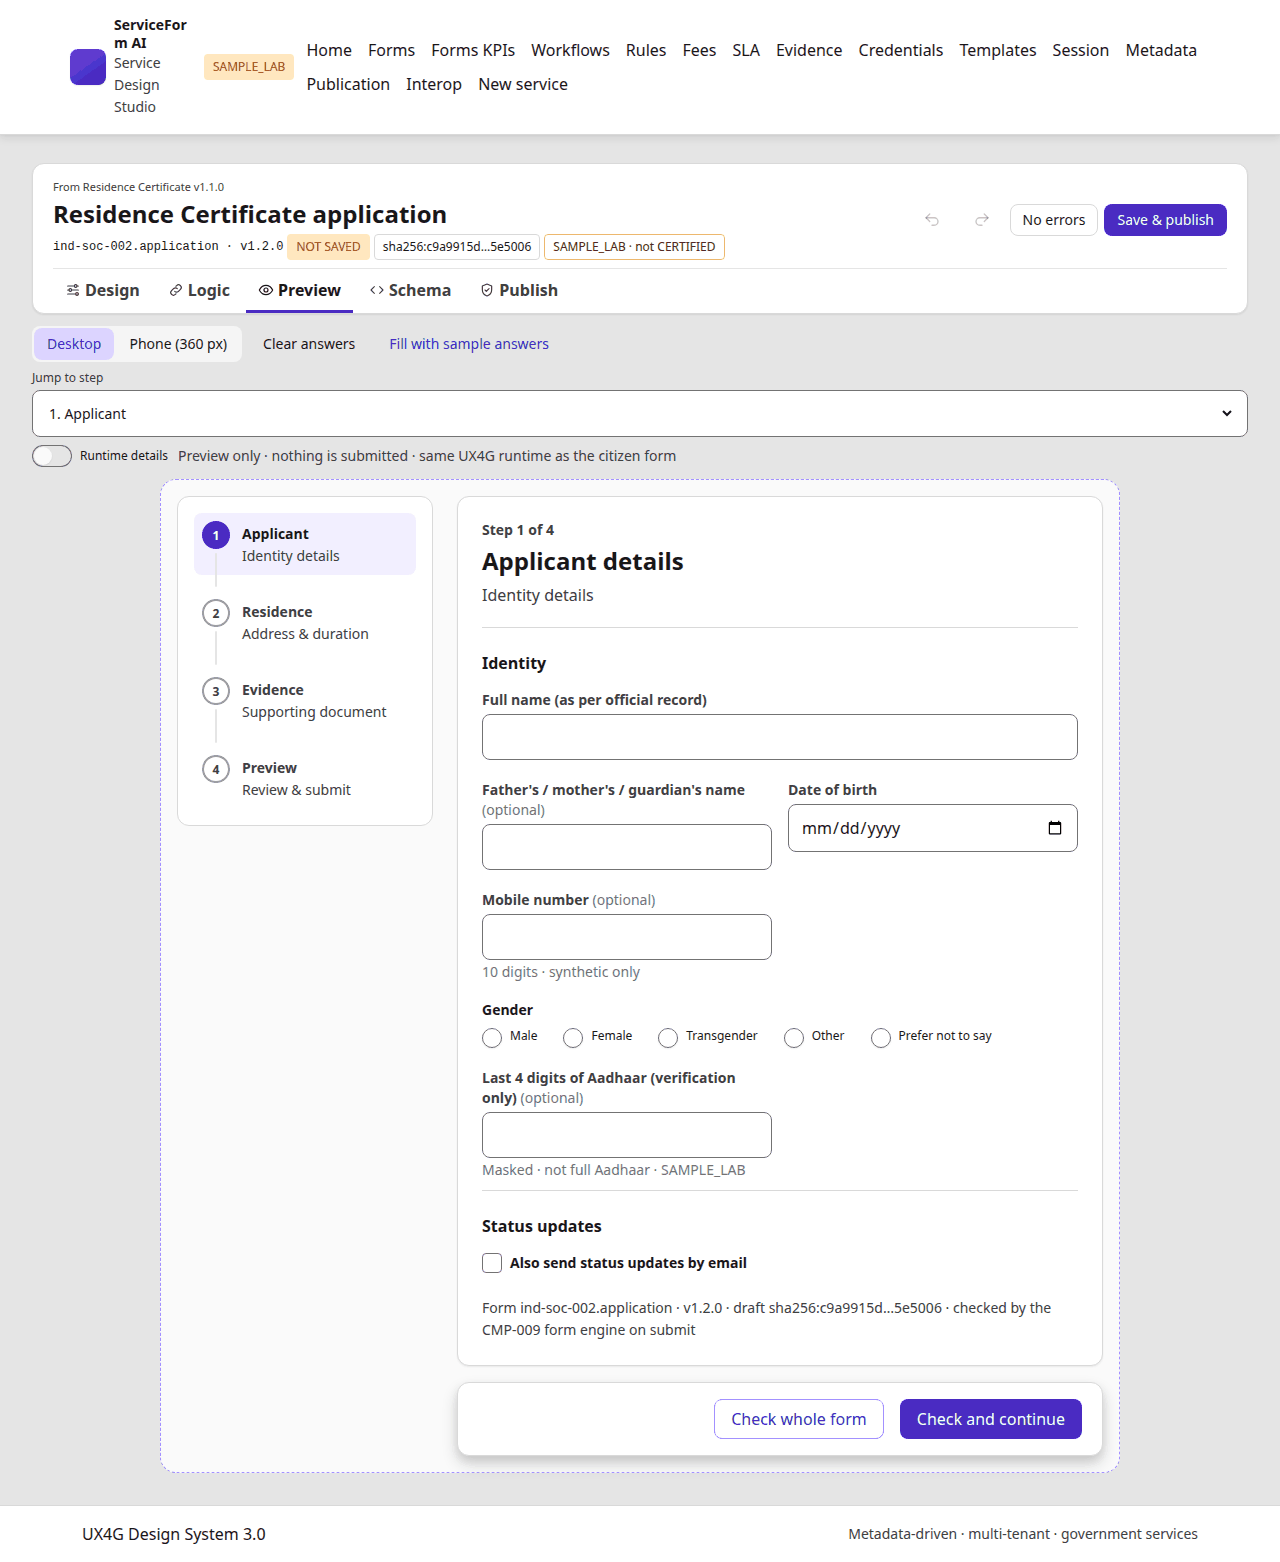 ServiceFor
m AI
Service
Design
Studio
SAMPLE_LAB
Home Forms Forms KPIs Workflows Rules Fees SLA Evidence Credentials Templates Session Metadata
Publication Interop New service
From Residence Certificate v1.1.0
Residence Certificate application
ind-soc-002.application · v1.2.0 NOT SAVED sha256:c9a9915d…5e5006 SAMPLE_LAB · not CERTIFIED
No errors Save & publish
Design Logic Preview Schema Publish
Desktop Phone (360 px) Clear answers Fill with sample answers
Jump to step
1. Applicant
Runtime details Preview only · nothing is submitted · same UX4G runtime as the citizen form
1 Applicant
Identity details
2 Residence
Address & duration
3 Evidence
Supporting document
4 Preview
Review & submit
Step 1 of 4
Applicant details
Identity details
Identity
Full name (as per official record)
Father's / mother's / guardian's name
(optional)
Date of birth
mm/dd/yyyy
Mobile number (optional)
10 digits · synthetic only
Gender
Male Female Transgender Other Prefer not to say
Last 4 digits of Aadhaar (verification
only) (optional)
Masked · not full Aadhaar · SAMPLE_LAB
Status updates
Also send status updates by email
Form ind-soc-002.application · v1.2.0 · draft sha256:c9a9915d…5e5006 · checked by the
CMP-009 form engine on submit
Check whole form Check and continue
UX4G Design System 3.0 Metadata-driven · multi-tenant · government services